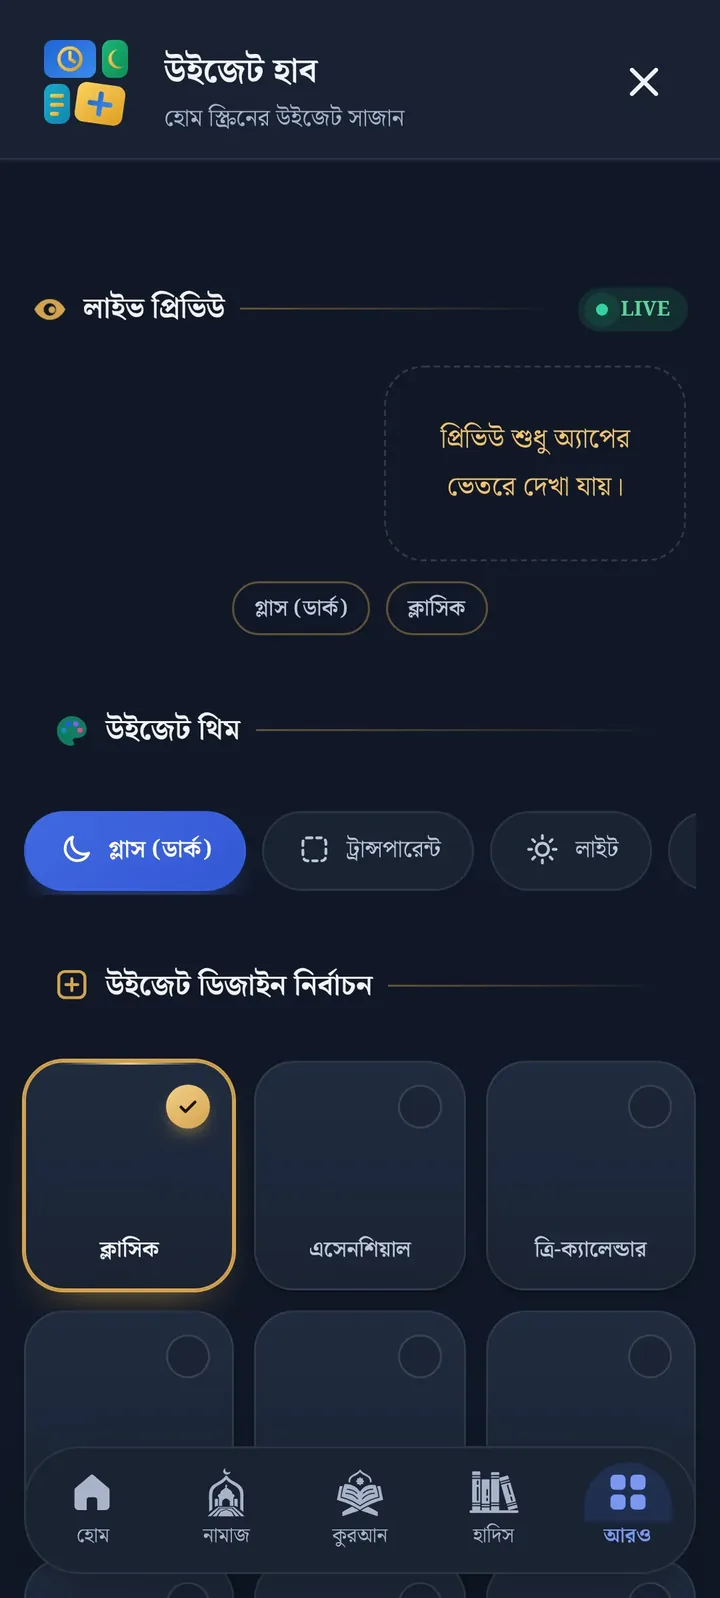 উইজেট হাব
হোম স্ক্রিনের উইজেট সাজান
লাইভ প্রিভিউ
LIVE
প্রিভিউ শুধু অ্যাপের
ভেতরে দেখা যায়।
গ্লাস (ডার্ক)
ক্লাসিক
উইজেট থিম
গ্লাস (ডার্ক)
ট্রান্সপারেন্ট
লাইট
উইজেট ডিজাইন নির্বাচন
ক্লাসিক
এসেনশিয়াল
ত্রি-ক্যালেন্ডার
হোম
নামাজ
কুরআন
হাদিস
আরও